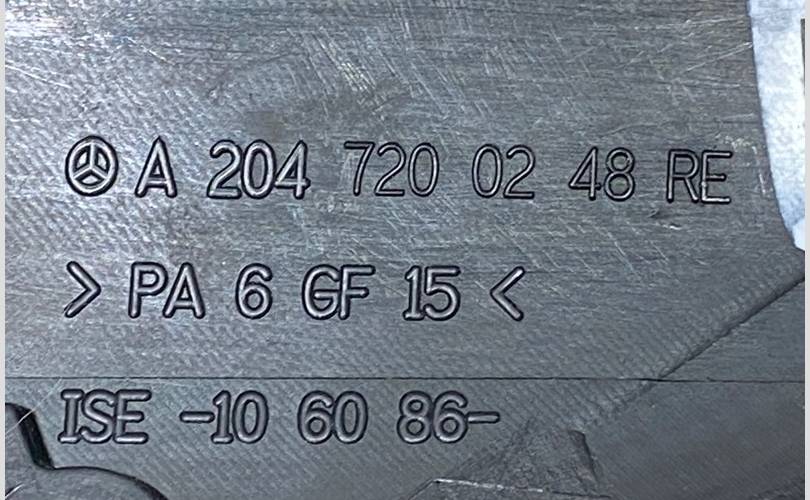 A 204 720 02 48 RE
> PA 6 GF 15 <
ISE -10 60 86-